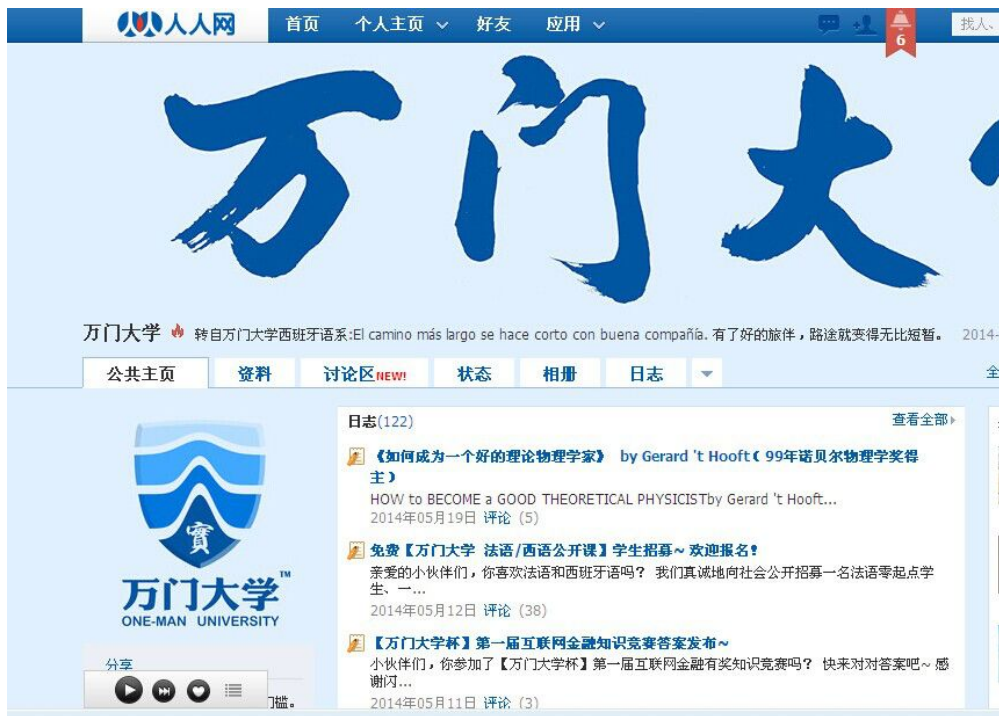 人人网 首页 个人主页 好友 应用
6
找人、
万门大
万门大学 转自万门大学西班牙语系:El camino más largo se hace corto con buena compañía. 有了好的旅伴，路途就变得无比短暂。 2014-
公共主页 资料 讨论区NEW! 状态 相册 日志
全
日志(122) 查看全部
《如何成为一个好的理论物理学家》 by Gerard 't Hooft（99年诺贝尔物理学奖得
主）
HOW to BECOME a GOOD THEORETICAL PHYSICISTby Gerard 't Hooft...
2014年05月19日 评论 (5)
免费【万门大学 法语/西语公开课】学生招募~ 欢迎报名！
亲爱的小伙伴们，你喜欢法语和西班牙语吗？ 我们真诚地向社会公开招募一名法语零起点学
生、一...
2014年05月12日 评论 (38)
【万门大学杯】第一届互联网金融知识竞赛答案发布~
小伙伴们，你参加了【万门大学杯】第一届互联网金融有奖知识竞赛吗？ 快来对对答案吧~ 感
谢闪...
2014年05月11日 评论 (3)
寶
万门大学™
ONE-MAN UNIVERSITY
分享
门槛。